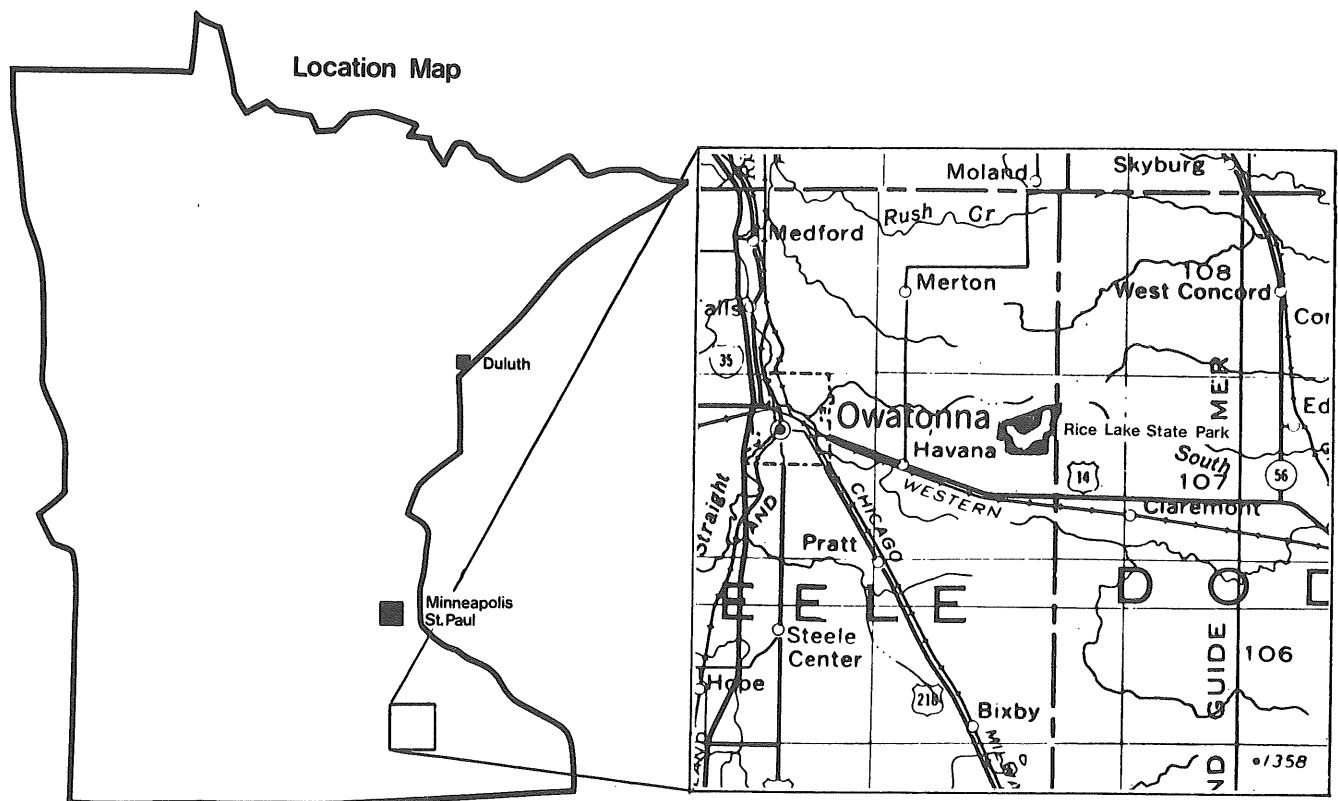 Location Map
Duluth
Minneapolis
St. Paul
Moland
Skyburg
Rush Cr
Medford
Merton
108
West Concord
alls
Cor
35
MER
Owatonna
Rice Lake State Park
Ed
Havana
South
107
14
56
WESTERN
Claremont
Straight
AND
CHICAGO
Pratt
E E L E
D O D
Steele
Center
GUIDE
106
Hope
218
Bixby
LAND
ND
1358